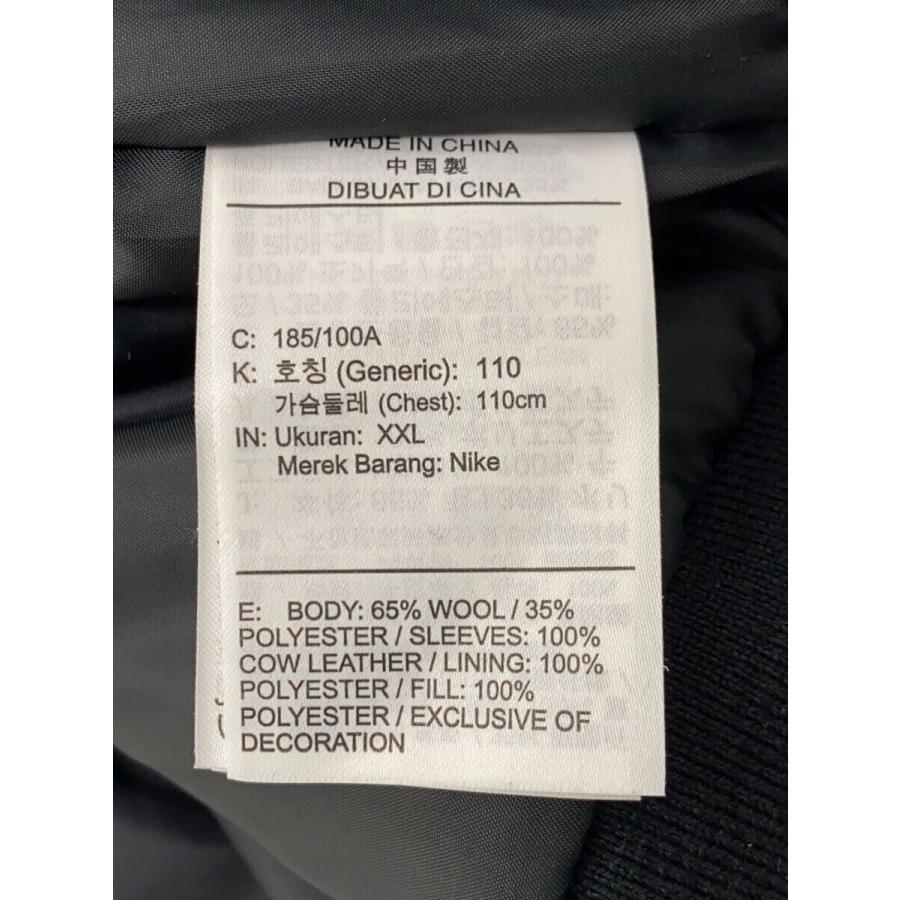 MADE IN CHINA
中国製
DIBUAT DI CINA
C: 185/100A
K: 호칭 (Generic): 110
가슴둘레 (Chest): 110cm
IN: Ukuran: XXL
Merek Barang: Nike
E: BODY: 65% WOOL / 35%
POLYESTER / SLEEVES: 100%
COW LEATHER / LINING: 100%
POLYESTER / FILL: 100%
POLYESTER / EXCLUSIVE OF
DECORATION